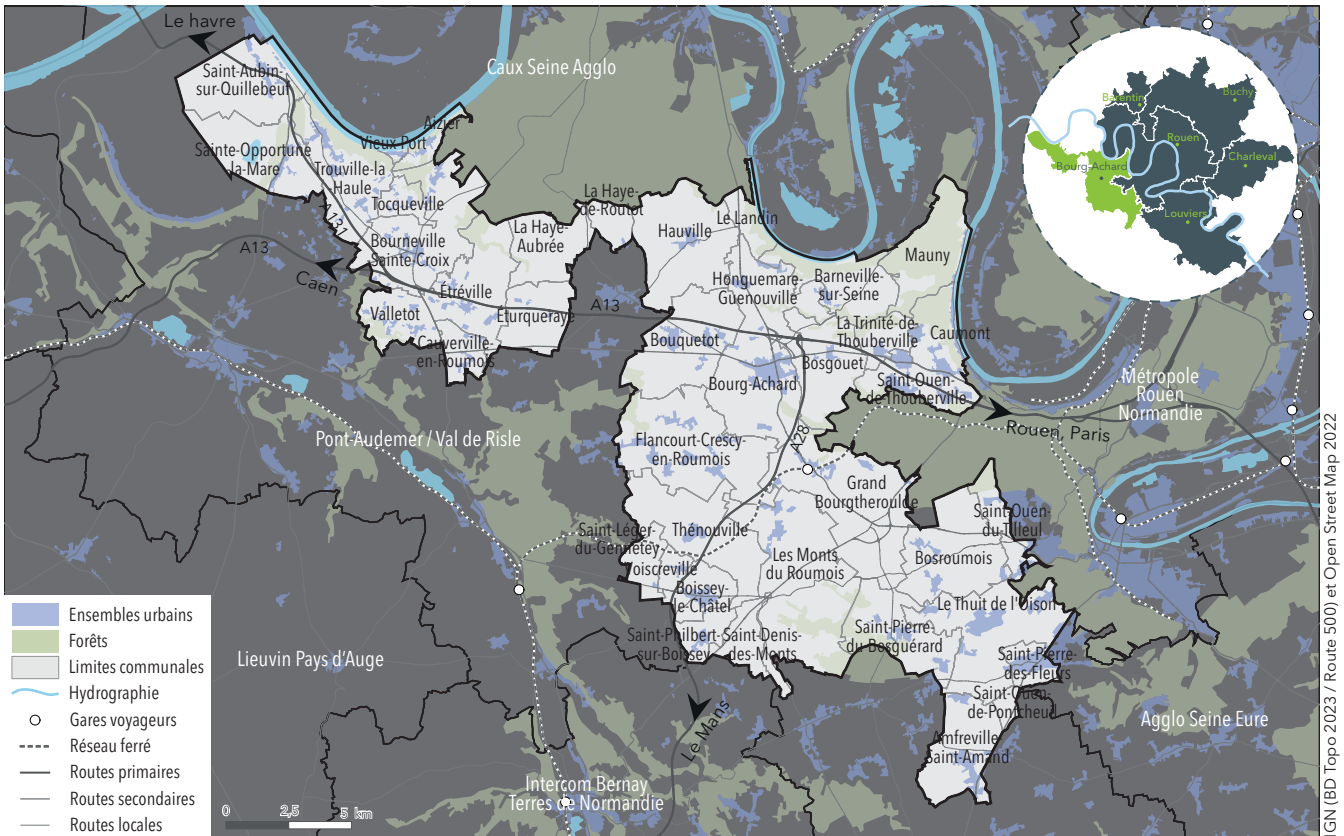 Le havre
Caux Seine Agglo
Saint-Aubin-
sur-Quillebeuf
Aizier
Vieux-Port
Sainte-Opportune
la-Mare
Trouville-la
-Haule
Tocqueville
La Haye-
de-Routot
La Haye-
Aubrée
Hauville
Le Landin
A131
A13
Bourneville
Sainte-Croix
Caen
Étréville
Honguemare-
Guenouville
Barneville-
sur-Seine
Mauny
A13
Valletot
Éturqueraye
Cauverville-
en-Roumois
Bouquetot
La Trinité-de-
Thouberville
Caumont
Bosgouet
Bourg-Achard
Saint-Ouen-
de-Thouberville
Métropole
Rouen
Normandie
Rouen, Paris
Pont-Audemer / Val de Risle
Flancourt-Crescy-
en-Roumois
A28
Grand
Bourgtheroulde
Saint-Ouen-
du-Tilleul
Saint-Léger-
du-Gennetey
Thénouville
Les Monts
du Roumois
Bosroumois
Voiscreville
Boissey-
le-Châtel
Le Thuit de l'Oison
Saint-Philbert-
sur-Boissey
Saint-Denis-
des-Monts
Saint-Pierre-
du-Bosguérard
Saint-Pierre-
des-Fleurs
Saint-Ouen-
de-Pontcheuil
Amfreville-
Saint-Amand
Lieuvin Pays d'Auge
Le Mans
Agglo Seine Eure
Intercom Bernay
Terres de Normandie
Barentin
Buchy
Rouen
Bourg-Achard
Charleval
Louviers
Ensembles urbains
Forêts
Limites communales
Hydrographie
Gares voyageurs
Réseau ferré
Routes primaires
Routes secondaires
Routes locales
0 2,5 5 km
IGN (BD Topo 2023 / Route 500) et Open Street Map 2022